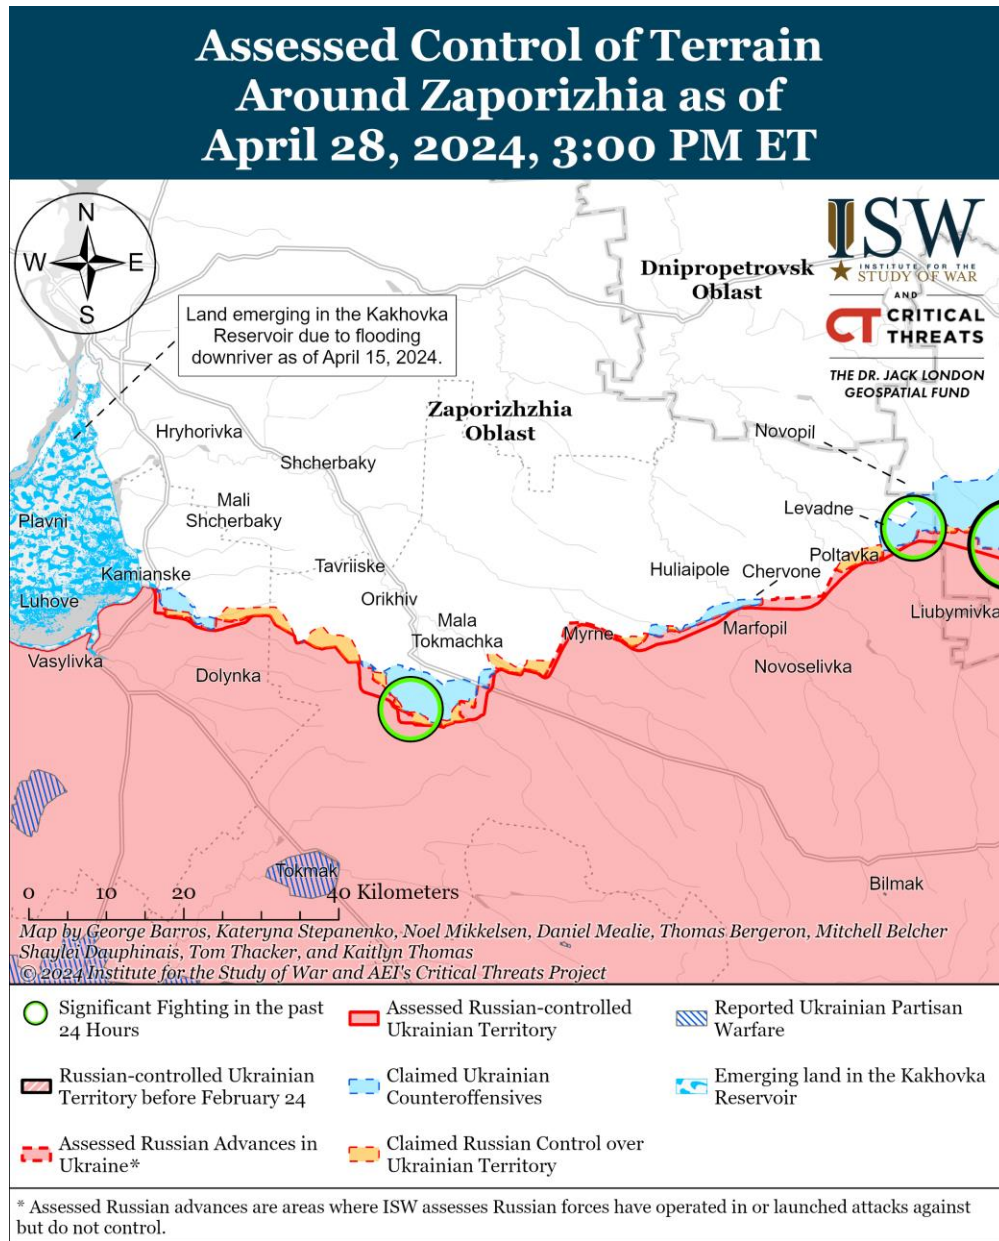 Assessed Control of Terrain
Around Zaporizhia as of
April 28, 2024, 3:00 PM ET
N
W
E
S
ISW
INSTITUTE FOR THE
STUDY OF WAR
AND
CT CRITICAL
THREATS
THE DR. JACK LONDON
GEOSPATIAL FUND
Dnipropetrovsk
Oblast
Land emerging in the Kakhovka
Reservoir due to flooding
downriver as of April 15, 2024.
Zaporizhzhia
Oblast
Hryhorivka
Novopil
Shcherbaky
Mali
Shcherbaky
Levadne
Plavni
Poltavka
Tavriiske
Kamianske
Huliaipole
Chervone
Orikhiv
Luhove
Liubymivka
Mala
Tokmachka
Myrne
Marfopil
Vasylivka
Dolynka
Novoselivka
Tokmak
Bilmak
0 10 20 40 Kilometers
Map by George Barros, Kateryna Stepanenko, Noel Mikkelsen, Daniel Mealie, Thomas Bergeron, Mitchell Belcher
Shaylei Dauphinais, Tom Thacker, and Kaitlyn Thomas
© 2024 Institute for the Study of War and AEI's Critical Threats Project
Significant Fighting in the past
24 Hours
Russian-controlled Ukrainian
Territory before February 24
Assessed Russian Advances in
Ukraine*
Assessed Russian-controlled
Ukrainian Territory
Claimed Ukrainian
Counteroffensives
Claimed Russian Control over
Ukrainian Territory
Reported Ukrainian Partisan
Warfare
Emerging land in the Kakhovka
Reservoir
* Assessed Russian advances are areas where ISW assesses Russian forces have operated in or launched attacks against
but do not control.